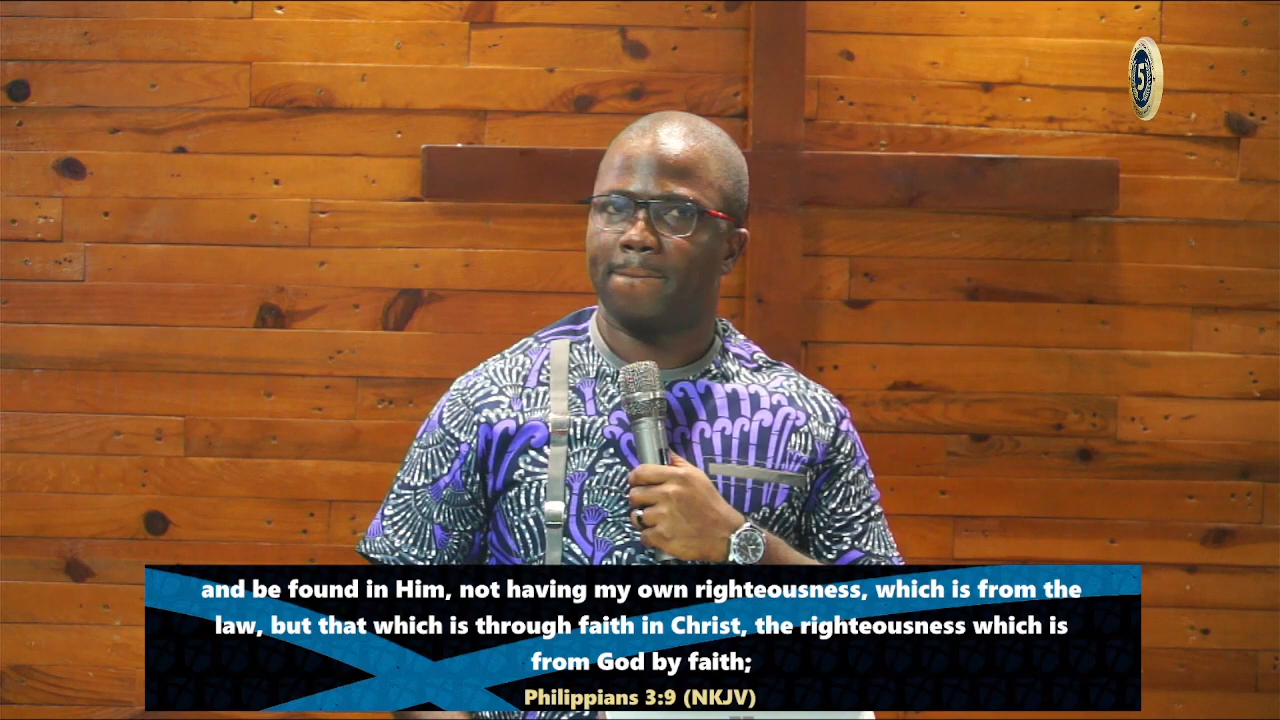 5
and be found in Him, not having my own righteousness, which is from the
law, but that which is through faith in Christ, the righteousness which is
from God by faith;
Philippians 3:9 (NKJV)